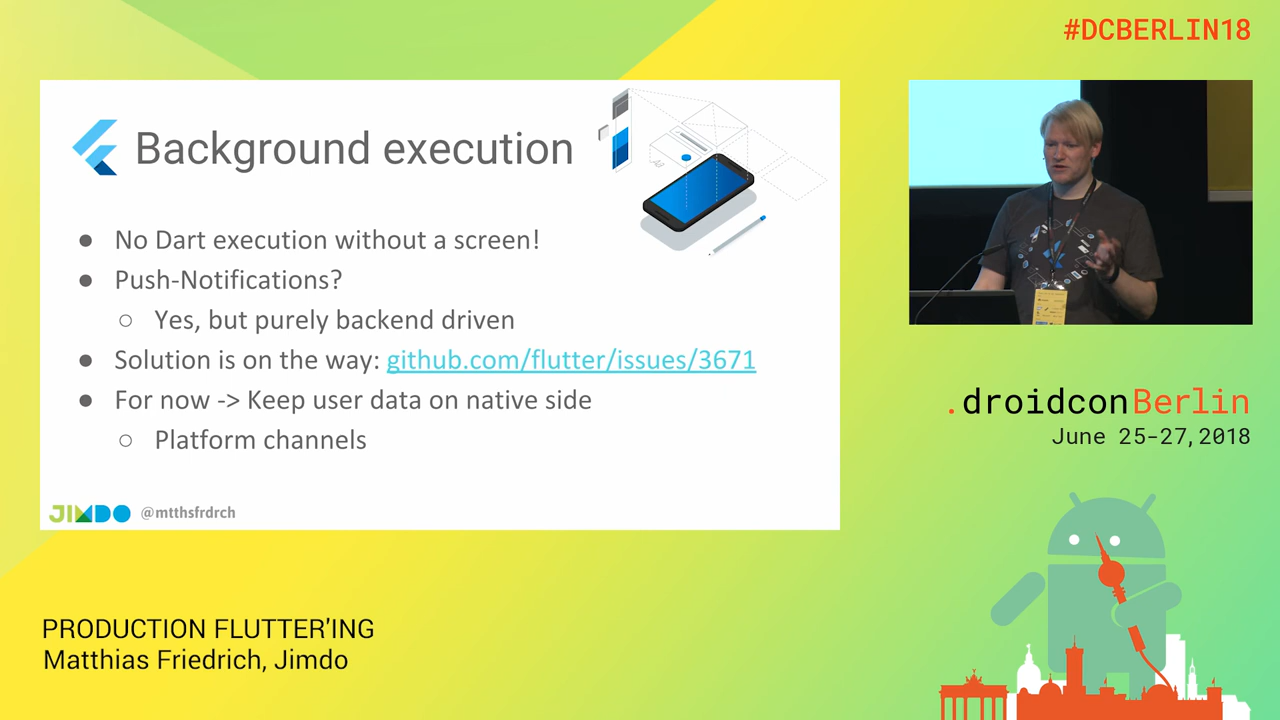 #DCBERLIN18
Background execution
● No Dart execution without a screen!
● Push-Notifications?
○ Yes, but purely backend driven
● Solution is on the way: github.com/flutter/issues/3671
● For now -> Keep user data on native side
○ Platform channels
JIMDO @mtthsfrdrch
.droidconBerlin
June 25-27, 2018
PRODUCTION FLUTTER'ING
Matthias Friedrich, Jimdo